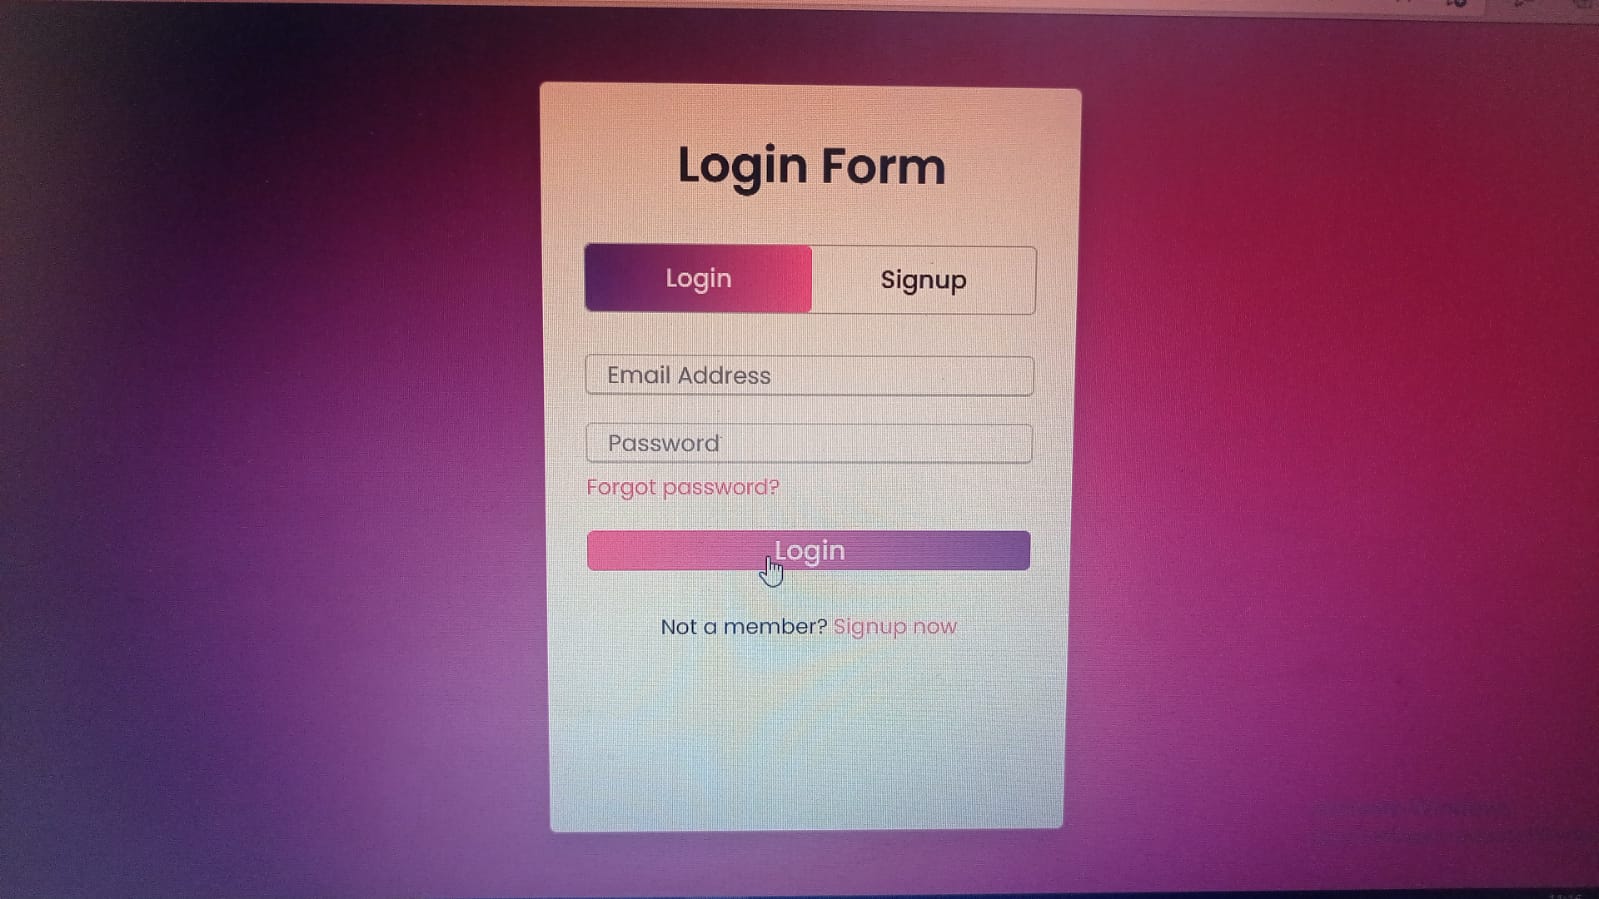 Login Form
Login Signup
Email Address
Password
Forgot password?
Login
Not a member? Signup now